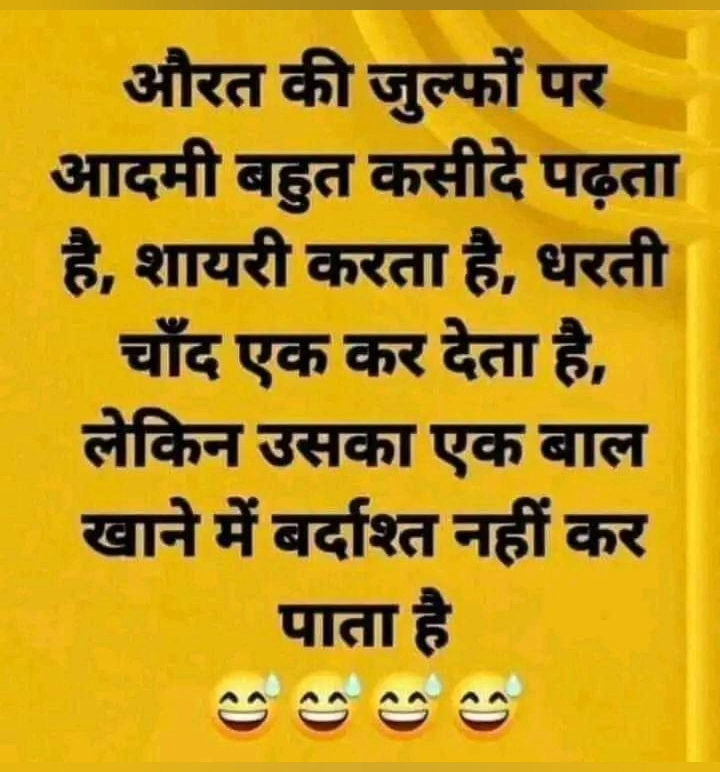 औरत की जुल्फों पर
आदमी बहुत कसीदे पढ़ता
है, शायरी करता है, धरती
चाँद एक कर देता है,
लेकिन उसका एक बाल
खाने में बर्दाश्त नहीं कर
पाता है
😅😅😅😅